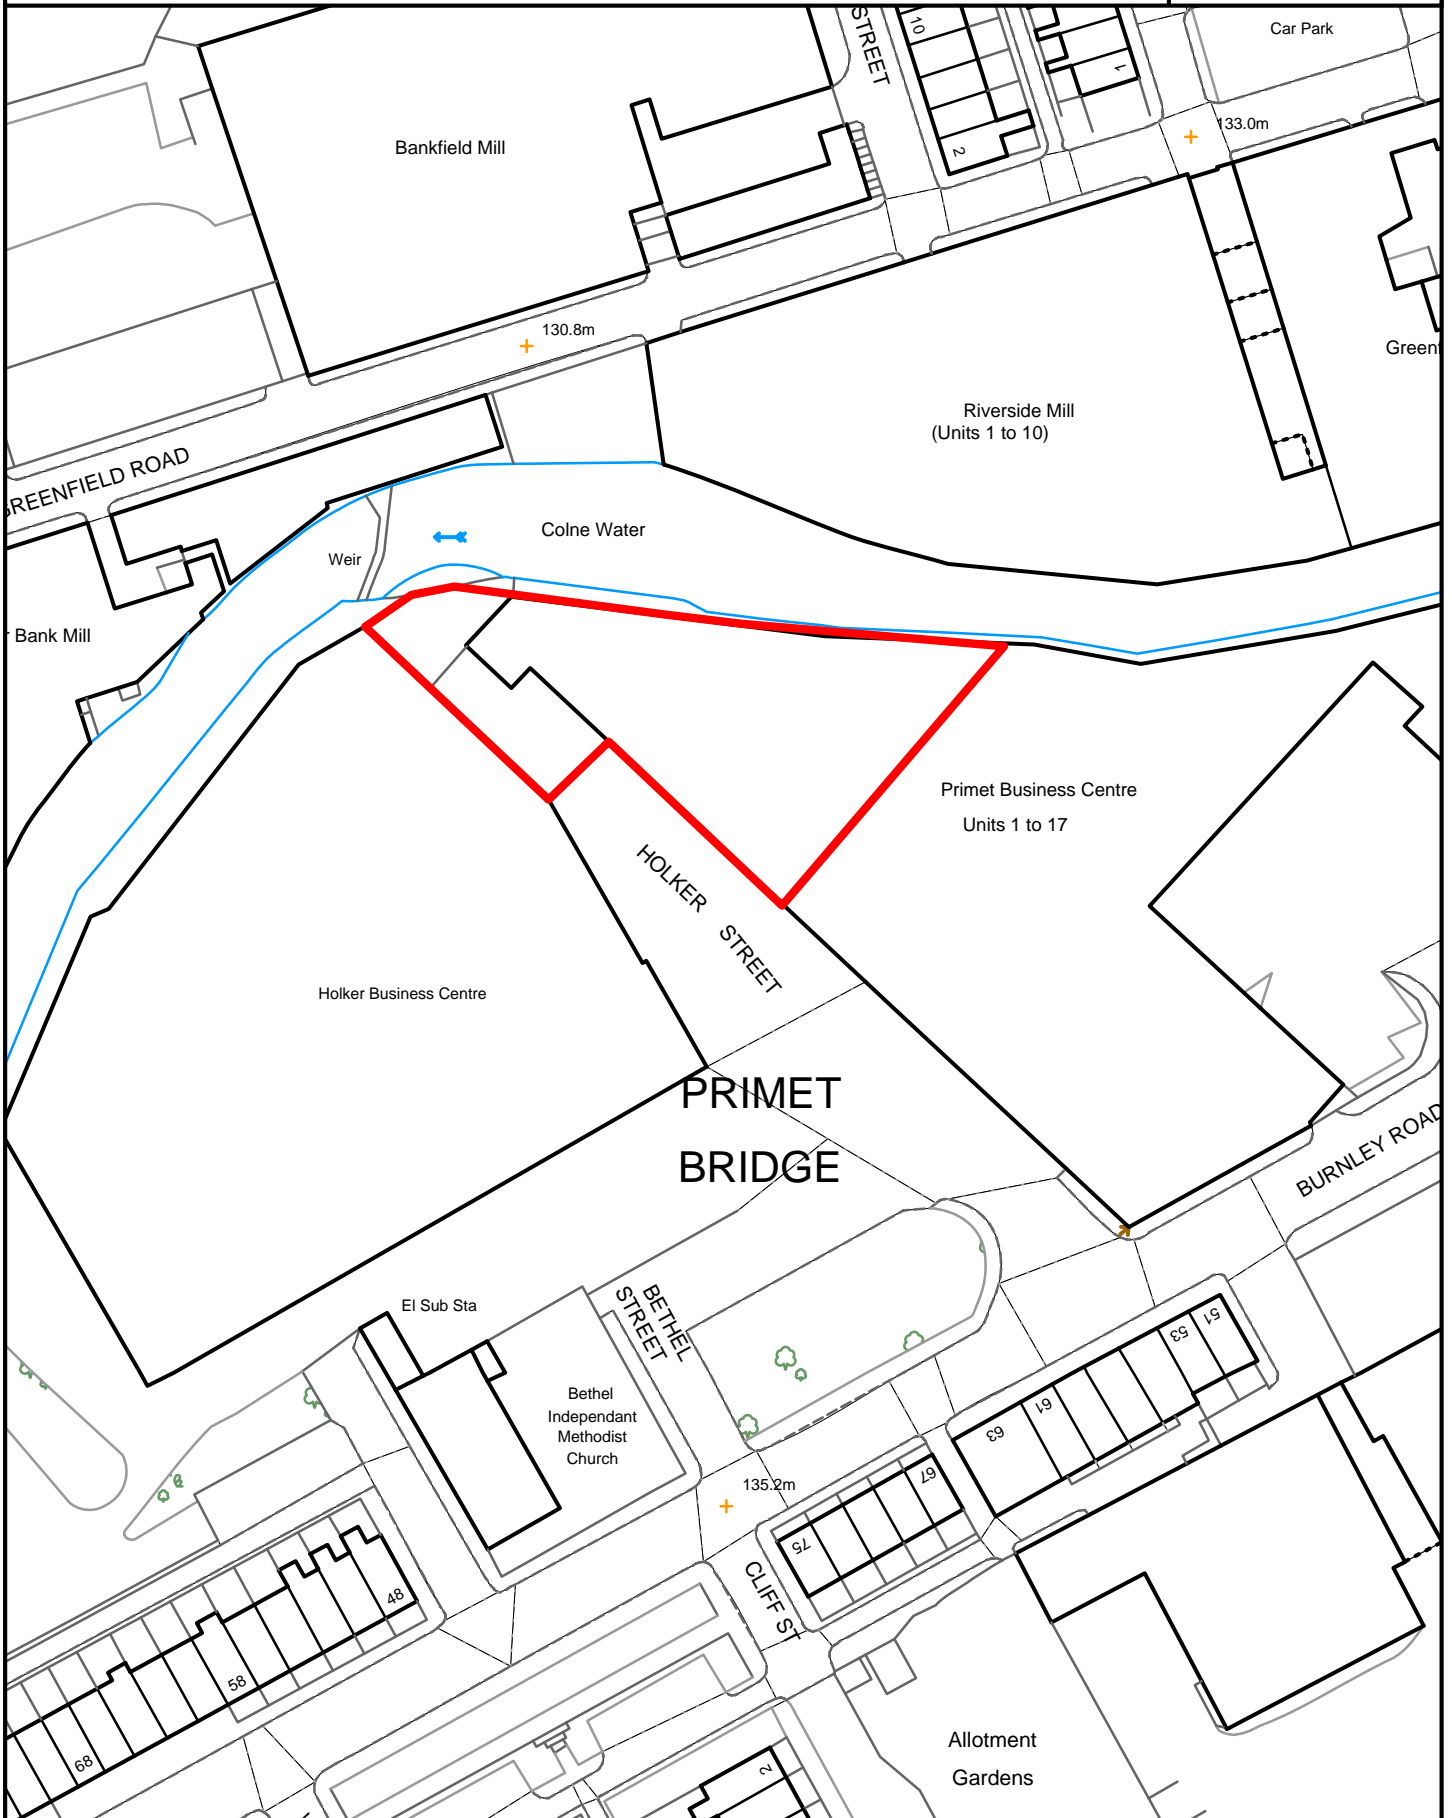 STREET
10
1
2
Car Park
133.0m
Bankfield Mill
130.8m
Riverside Mill
(Units 1 to 10)
GREENFIELD ROAD
Colne Water
Weir
Bank Mill
Primet Business Centre
Units 1 to 17
HOLKER STREET
Holker Business Centre
PRIMET
BRIDGE
BURNLEY ROAD
El Sub Sta
BETHEL
STREET
Bethel
Independant
Methodist
Church
51
53
61
63
67
75
135.2m
CLIFF ST
48
58
68
2
Allotment
Gardens